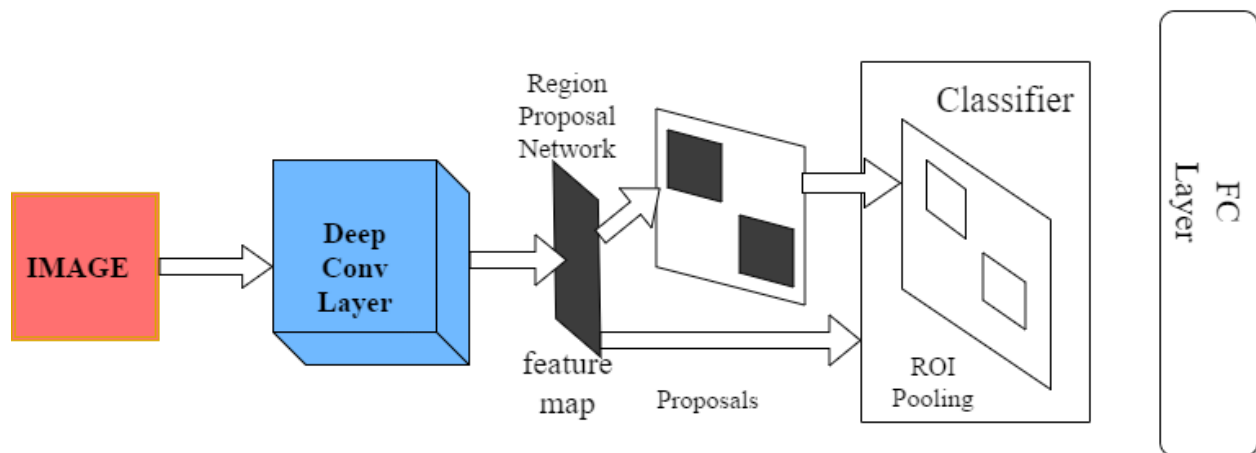 IMAGE
Deep
Conv
Layer
Region
Proposal
Network
feature
map
Proposals
Classifier
ROI
Pooling
FC
Layer